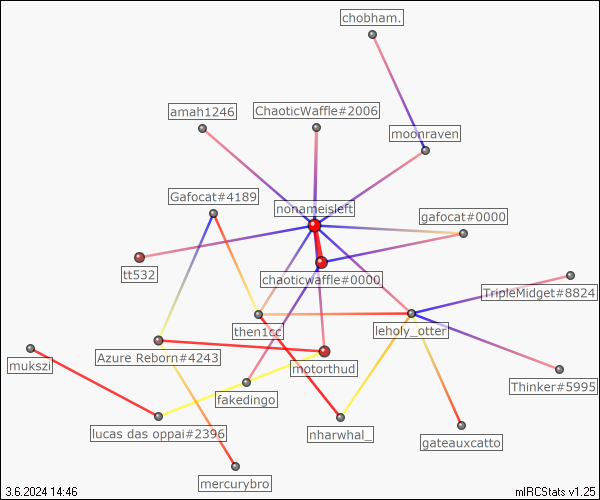 chobham.
amah1246
ChaoticWaffle#2006
moonraven
Gafocat#4189
nonameisleft
gafocat#0000
tt532
chaoticwaffle#0000
TripleMidget#8824
then1cc
leholy_otter
mukszi
Azure Reborn#4243
motorthud
Thinker#5995
fakedingo
lucas das oppai#2396
nharwhal_
gateauxcatto
mercurybro
3.6.2024 14:46
mIRCStats v1.25